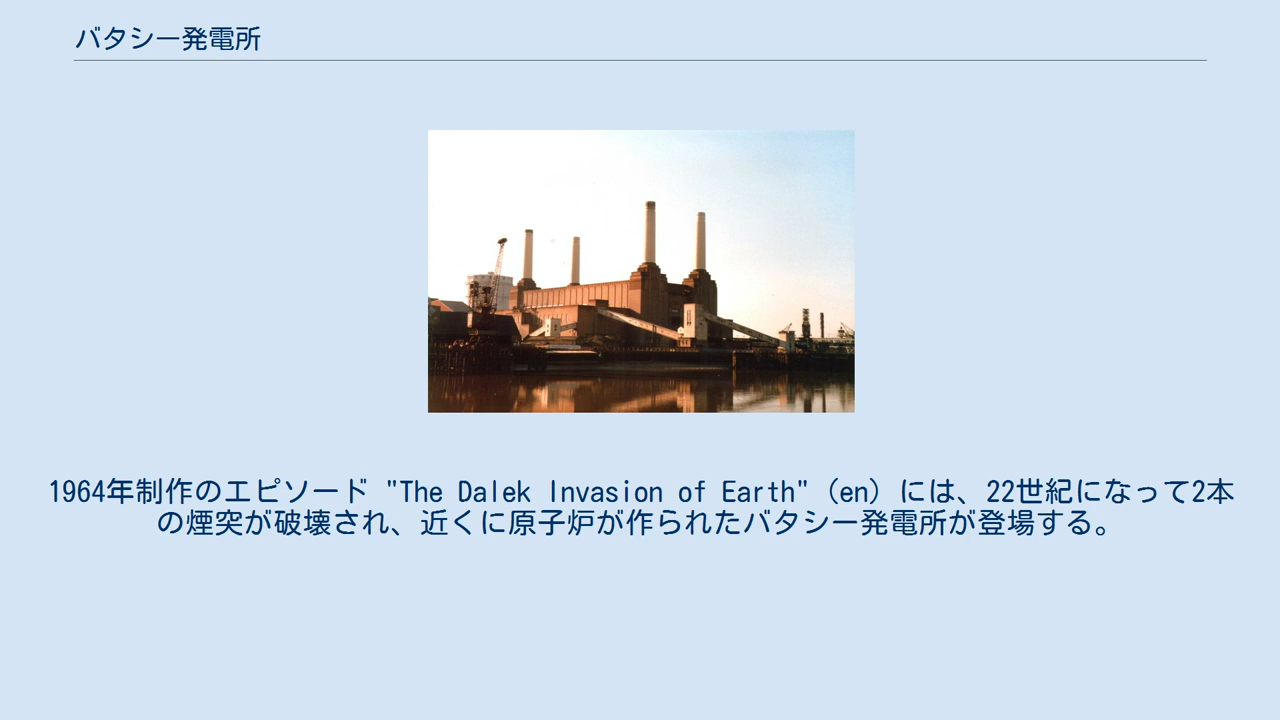 バタシー発電所
1964年制作のエピソード "The Dalek Invasion of Earth"（en）には、22世紀になって2本
の煙突が破壊され、近くに原子炉が作られたバタシー発電所が登場する。